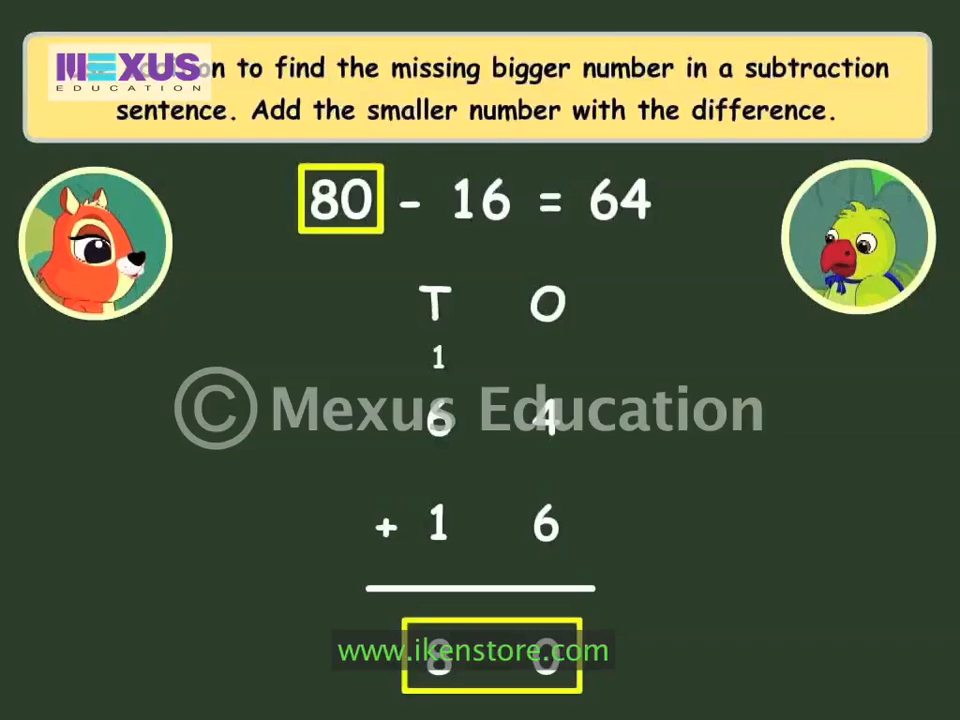 MEXUS
EDUCATION
n to find the missing bigger number in a subtraction
sentence. Add the smaller number with the difference.
80 - 16 = 64
T O
1
6 4
© Mexus Education
+ 1 6
8 0
www.ikenstore.com